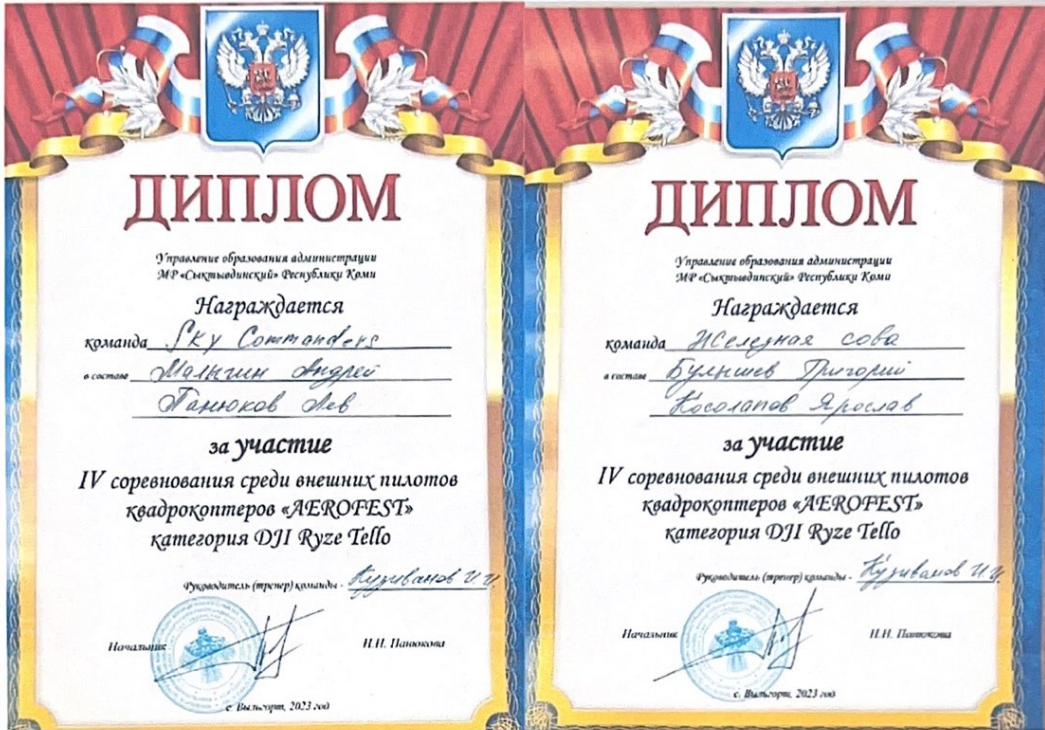 ДИПЛОМ
Управление образования администрации
МР «Сыктывдинский» Республики Коми
Награждается
команда Sky Commanders
в составе Малыгин Андрей
Панюков Лев
за участие
IV соревнования среди внешних пилотов
квадрокоптеров «AEROFEST»
категория DJI Ryze Tello
Руководитель (тренер) команды - Кузиванов И.И.
Начальник Н.Н. Панюкова
с. Выльгорт, 2023 год
ДИПЛОМ
Управление образования администрации
МР «Сыктывдинский» Республики Коми
Награждается
команда Железная сова
в составе Булышев Григорий
Косолапов Ярослав
за участие
IV соревнования среди внешних пилотов
квадрокоптеров «AEROFEST»
категория DJI Ryze Tello
Руководитель (тренер) команды - Кузиванов И.И.
Начальник Н.Н. Панюкова
с. Выльгорт, 2023 год